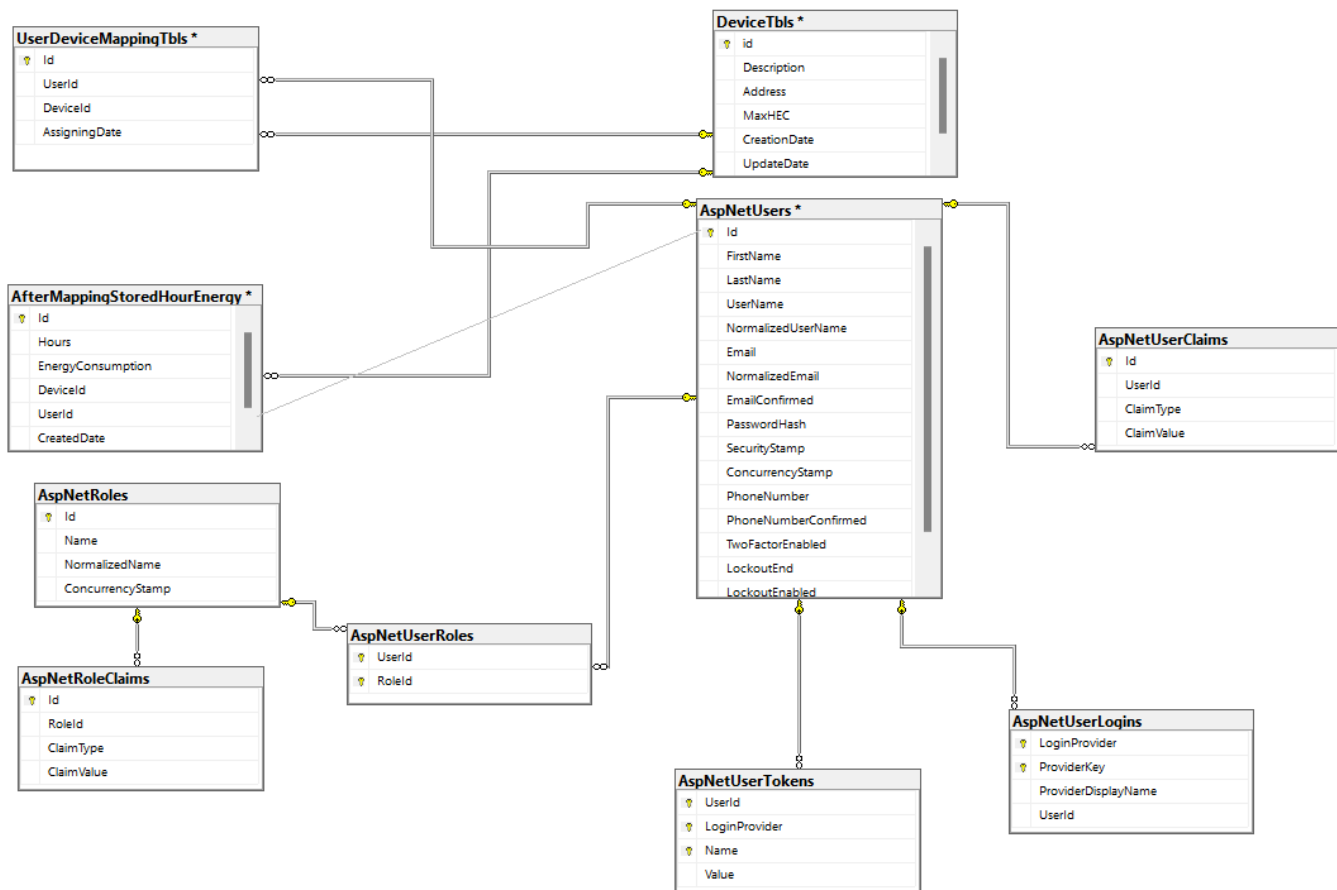 UserDeviceMappingTbls *
Id
UserId
DeviceId
AssigningDate
DeviceTbls *
id
Description
Address
MaxHEC
CreationDate
UpdateDate
AspNetUsers *
Id
FirstName
LastName
UserName
NormalizedUserName
Email
NormalizedEmail
EmailConfirmed
PasswordHash
SecurityStamp
ConcurrencyStamp
PhoneNumber
PhoneNumberConfirmed
TwoFactorEnabled
LockoutEnd
LockoutEnabled
AfterMappingStoredHourEnergy *
Id
Hours
EnergyConsumption
DeviceId
UserId
CreatedDate
AspNetUserClaims
Id
UserId
ClaimType
ClaimValue
AspNetRoles
Id
Name
NormalizedName
ConcurrencyStamp
AspNetUserRoles
UserId
RoleId
AspNetRoleClaims
Id
RoleId
ClaimType
ClaimValue
AspNetUserLogins
LoginProvider
ProviderKey
ProviderDisplayName
UserId
AspNetUserTokens
UserId
LoginProvider
Name
Value